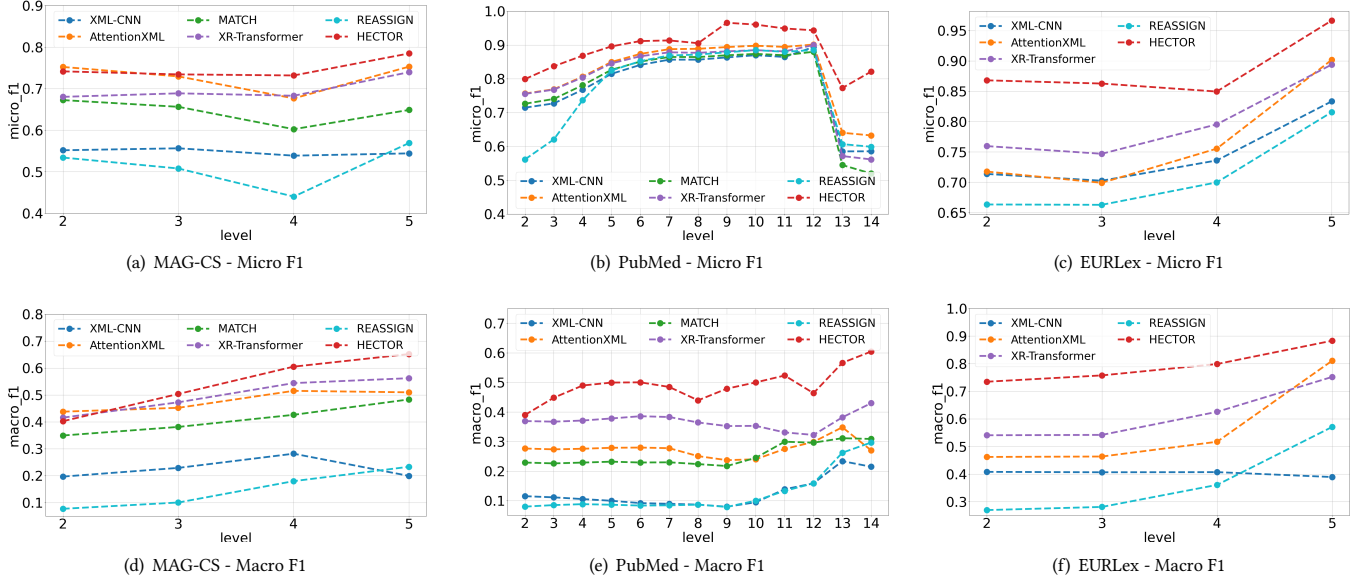 0.9
0.8
0.7
0.6
0.5
0.4
micro_f1
XML-CNN MATCH REASSIGN
AttentionXML XR-Transformer HECTOR
2 3 4 5
level
(a) MAG-CS - Micro F1
1.0
0.9
0.8
0.7
0.6
0.5
0.4
micro_f1
XML-CNN MATCH REASSIGN
AttentionXML XR-Transformer HECTOR
2 3 4 5 6 7 8 9 10 11 12 13 14
level
(b) PubMed - Micro F1
0.95
0.90
0.85
0.80
0.75
0.70
0.65
micro_f1
XML-CNN REASSIGN
AttentionXML HECTOR
XR-Transformer
2 3 4 5
level
(c) EURLex - Micro F1
0.8
0.7
0.6
0.5
0.4
0.3
0.2
0.1
macro_f1
XML-CNN MATCH REASSIGN
AttentionXML XR-Transformer HECTOR
2 3 4 5
level
(d) MAG-CS - Macro F1
0.7
0.6
0.5
0.4
0.3
0.2
0.1
macro_f1
XML-CNN MATCH REASSIGN
AttentionXML XR-Transformer HECTOR
2 3 4 5 6 7 8 9 10 11 12 13 14
level
(e) PubMed - Macro F1
1.0
0.9
0.8
0.7
0.6
0.5
0.4
0.3
macro_f1
XML-CNN REASSIGN
AttentionXML HECTOR
XR-Transformer
2 3 4 5
level
(f) EURLex - Macro F1